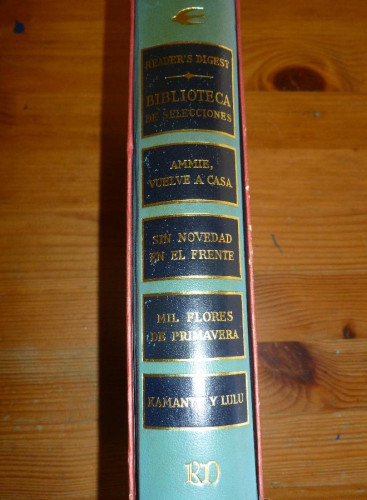 READER'S DIGEST
BIBLIOTECA
DE SELECCIONES
AMMIE,
VUELVE A CASA
SIN NOVEDAD
EN EL FRENTE
MIL FLORES
DE PRIMAVERA
KAMANTE Y LULU
RD